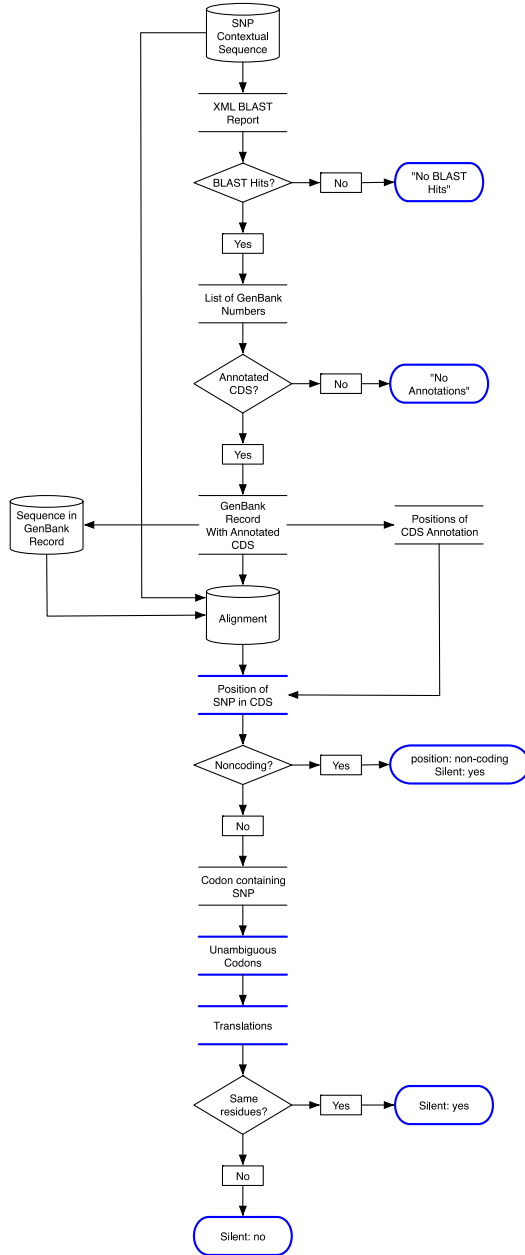 SNP
Contextual
Sequence
XML BLAST
Report
BLAST Hits?
No
"No BLAST
Hits"
Yes
List of GenBank
Numbers
Annotated
CDS?
No
"No
Annotations"
Yes
Sequence in
GenBank
Record
GenBank
Record
With Annotated
CDS
Positions of
CDS Annotation
Alignment
Position of
SNP in CDS
Noncoding?
Yes
position: non-coding
Silent: yes
No
Codon containing
SNP
Unambiguous
Codons
Translations
Same
residues?
Yes
Silent: yes
No
Silent: no